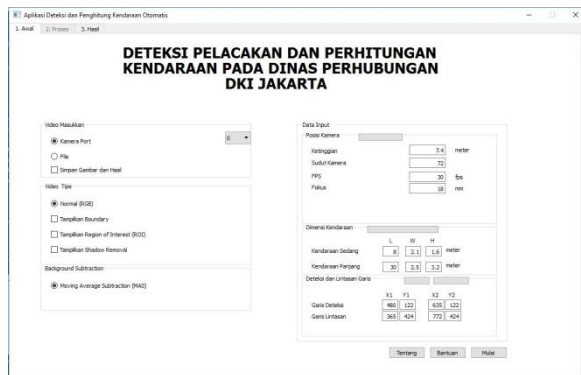 Aplikasi Deteksi dan Penghitung Kendaraan Otomatis
1. Awal 2. Proses 3. Hasil
DETEKSI PELACAKAN DAN PERHITUNGAN
KENDARAAN PADA DINAS PERHUBUNGAN
DKI JAKARTA
Video Masukkan
Kamera Port 0
File
Simpan Gambar dan Hasil
Video Tipe
Normal (RGB)
Tampilkan Boundary
Tampilkan Region of Interest (ROI)
Tampilkan Shadow Removal
Background Subtraction
Moving Average Subtraction (MAS)
Data Input
Posisi Kamera
Ketinggian 3.4 meter
Sudut Kamera 72
FPS 30 fps
Fokus 18 mm
Dimensi Kendaraan
L W H
Kendaraan Sedang 8 2.1 1.6 meter
Kendaraan Panjang 30 2.5 3.2 meter
Deteksi dan Lintasan Garis
X1 Y1 X2 Y2
Garis Deteksi 480 122 635 122
Garis Lintasan 365 424 772 424
Tentang Bantuan Mulai